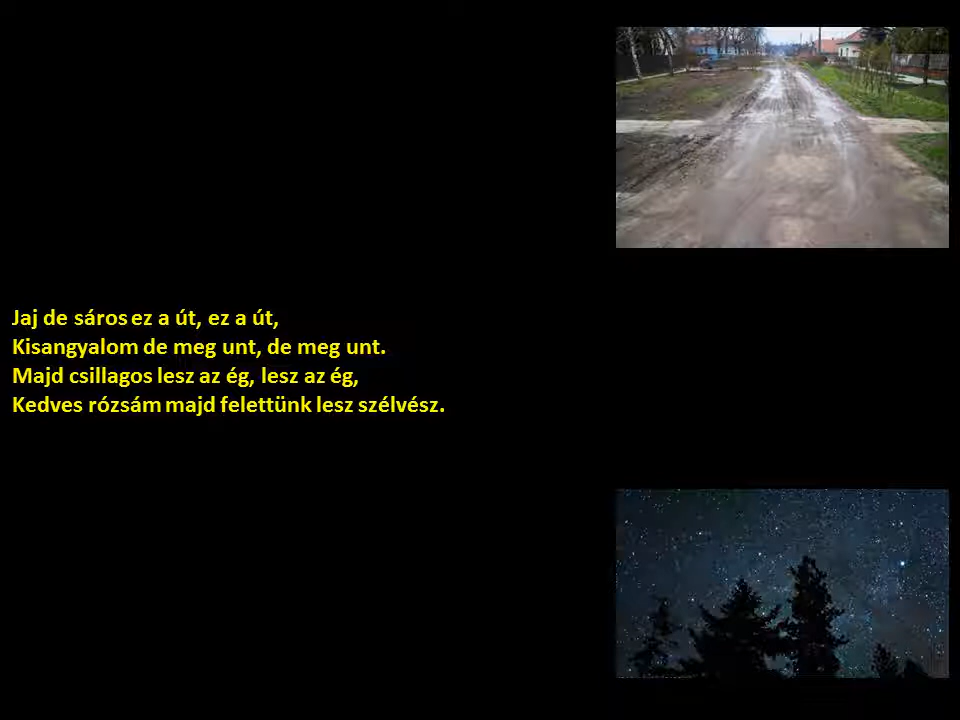 Jaj de sáros ez a út, ez a út,
Kisangyalom de meg unt, de meg unt.
Majd csillagos lesz az ég, lesz az ég,
Kedves rózsám majd felettünk lesz szélvész.